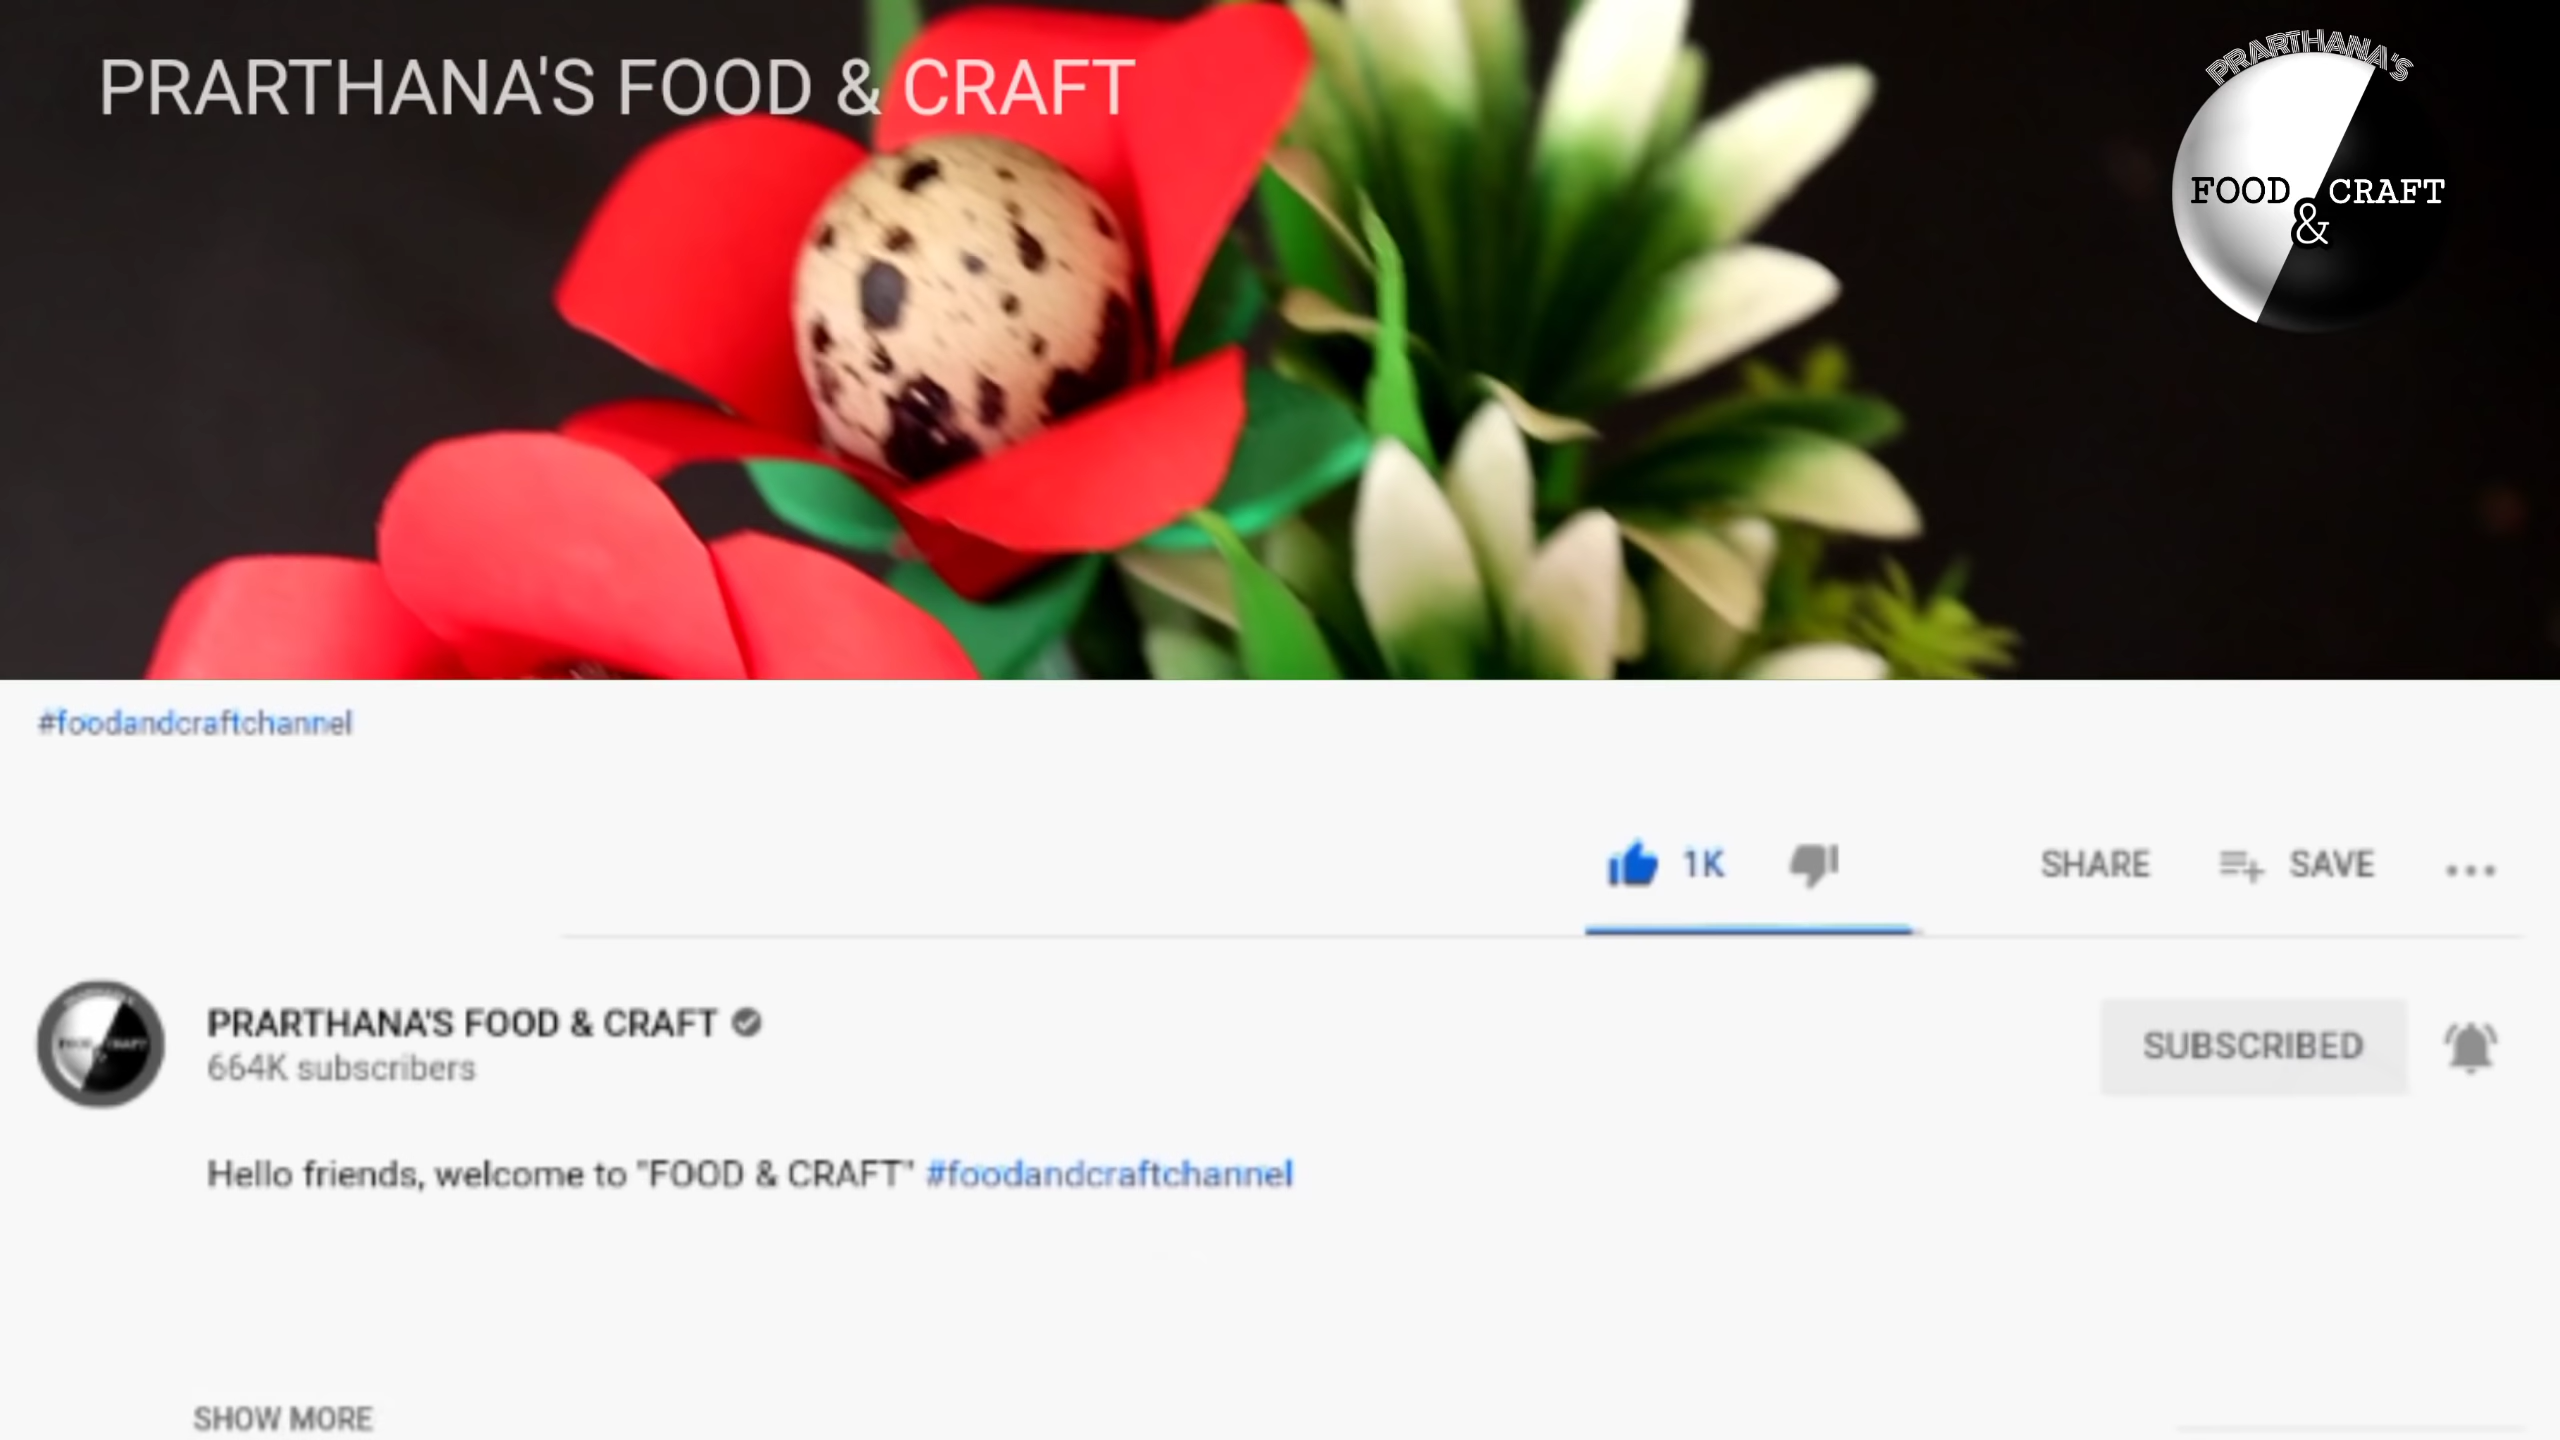 PRARTHANA'S FOOD & CRAFT
PRARTHANA'S
FOOD & CRAFT
#foodandcraftchannel
1K
SHARE
SAVE
PRARTHANA'S FOOD & CRAFT
664K subscribers
SUBSCRIBED
Hello friends, welcome to "FOOD & CRAFT" #foodandcraftchannel
SHOW MORE